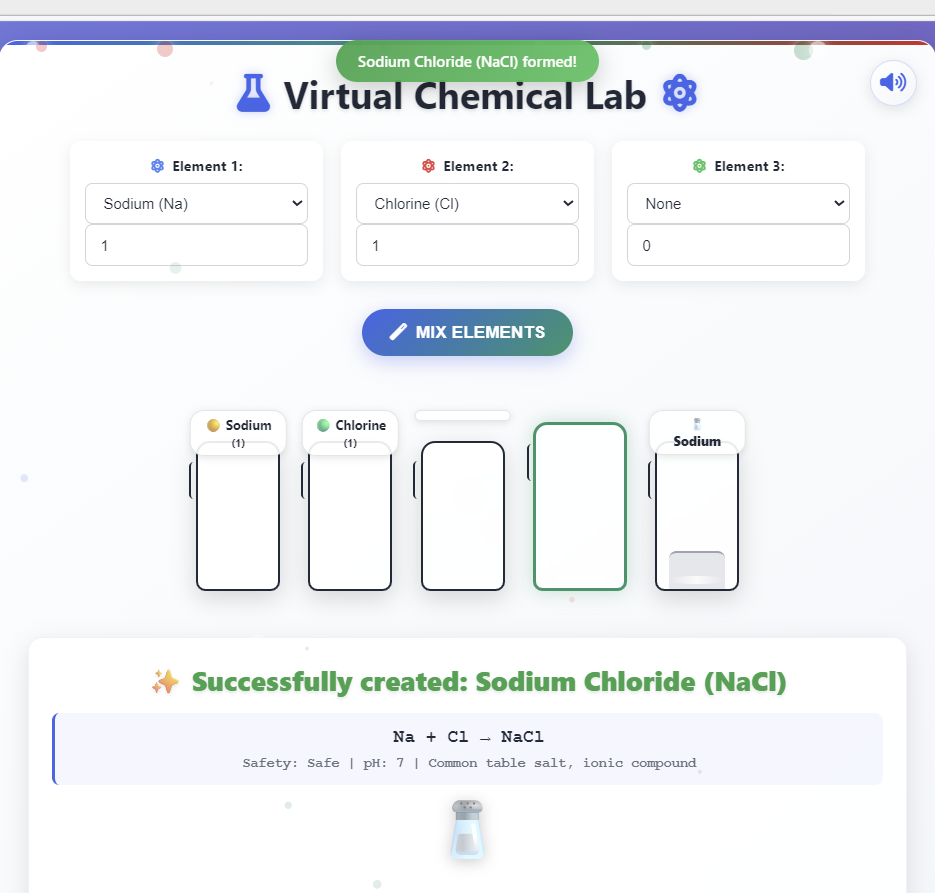 Sodium Chloride (NaCl) formed!
Virtual Chemical Lab
Element 1:
Sodium (Na)
1
Element 2:
Chlorine (Cl)
1
Element 3:
None
0
MIX ELEMENTS
Sodium
(1)
Chlorine
(1)
Sodium
Successfully created: Sodium Chloride (NaCl)
Na + Cl → NaCl
Safety: Safe | pH: 7 | Common table salt, ionic compound